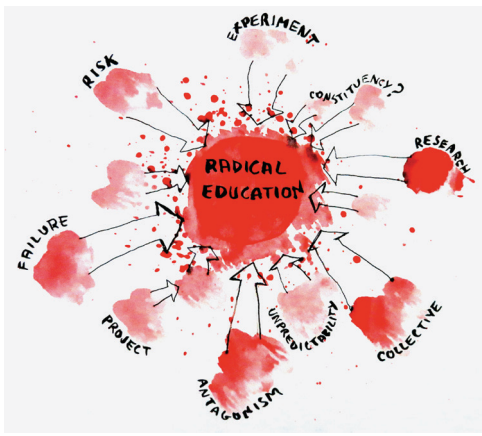 EXPERIMENT
RISK
CONSTITUENCY?
RESEARCH
RADICAL
EDUCATION
FAILURE
PROJECT
UNPREDICTABILITY
COLLECTIVE
ANTAGONISM